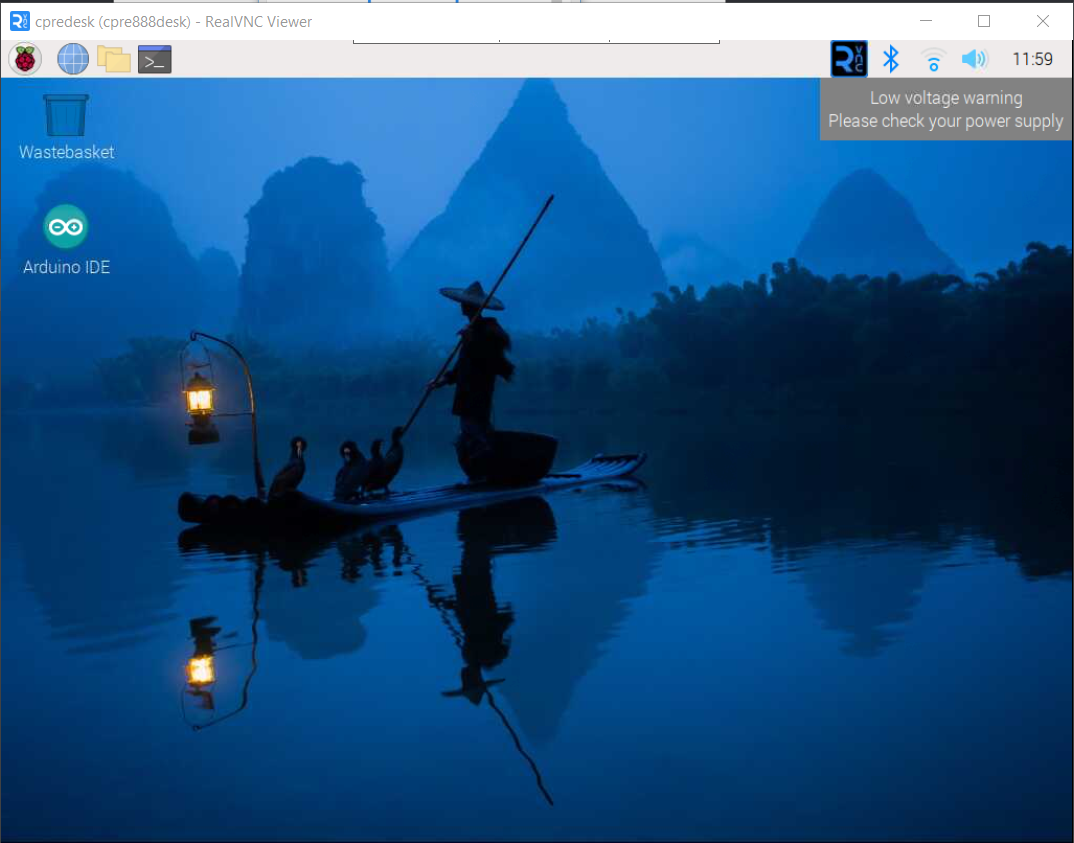 cpredesk (cpre888desk) - RealVNC Viewer
11:59
Low voltage warning
Please check your power supply
Wastebasket
Arduino IDE